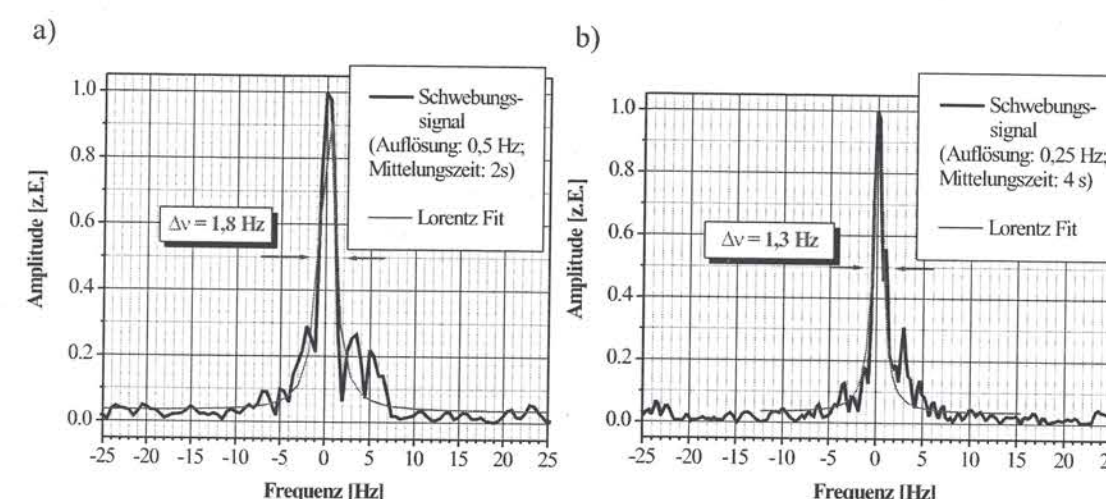 a)
Amplitude [z.E.]
1.0
0.8
0.6
0.4
0.2
0.0
Schwebungs-
signal
(Auflösung: 0,5 Hz;
Mittelungszeit: 2s)
Lorentz Fit
Δν = 1,8 Hz
-25 -20 -15 -10 -5 0 5 10 15 20 25
Frequenz [Hz]
b)
Amplitude [z.E.]
1.0
0.8
0.6
0.4
0.2
0.0
Schwebungs-
signal
(Auflösung: 0,25 Hz;
Mittelungszeit: 4 s)
Lorentz Fit
Δν = 1,3 Hz
-25 -20 -15 -10 -5 0 5 10 15 20
Frequenz [Hz]